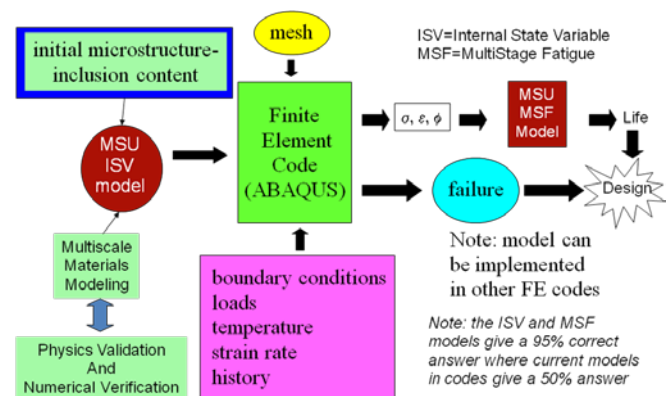 initial microstructure-
inclusion content
mesh
ISV=Internal State Variable
MSF=MultiStage Fatigue
MSU
ISV
model
Finite
Element
Code
(ABAQUS)
σ, ε, ϕ
MSU
MSF
Model
Life
failure
Design
Multiscale
Materials
Modeling
Physics Validation
And
Numerical Verification
boundary conditions
loads
temperature
strain rate
history
Note: model can
be implemented
in other FE codes
Note: the ISV and MSF
models give a 95% correct
answer where current models
in codes give a 50% answer